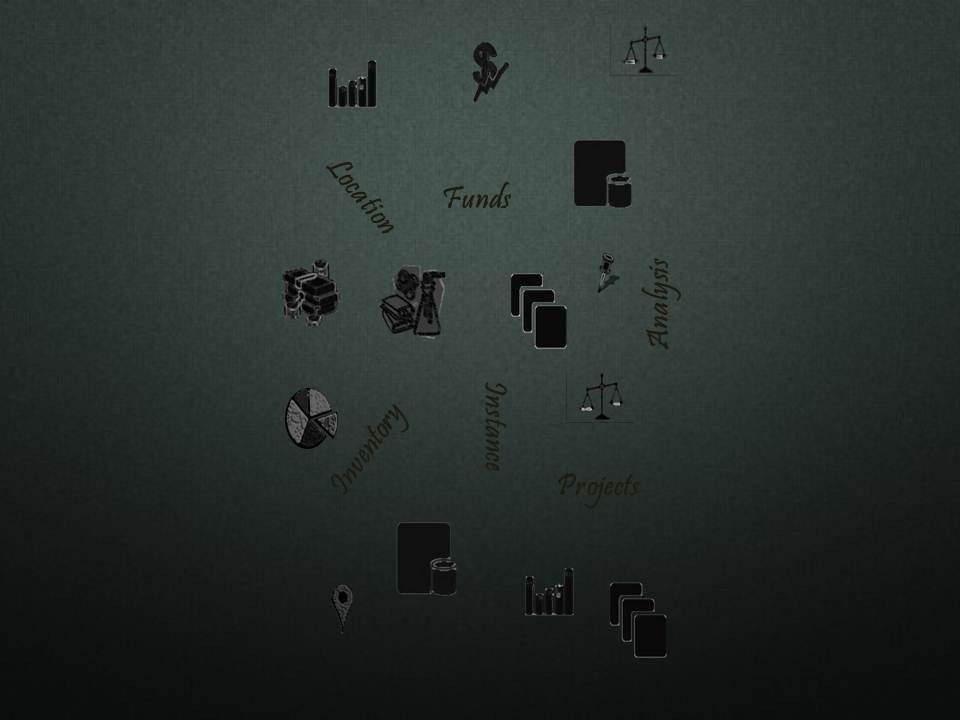 Location
Funds
Analysis
Inventory
Instance
Projects